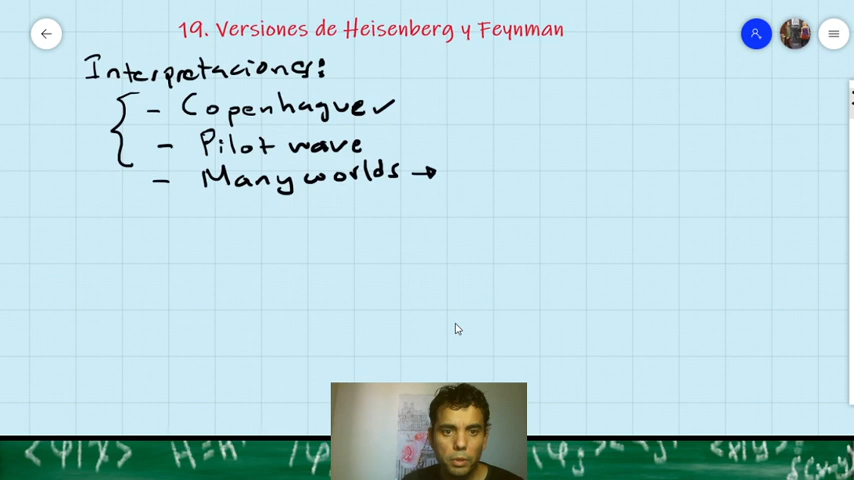 19. Versiones de Heisenberg y Feynman
Interpretaciones:
- Copenhague ✓
- Pilot wave
- Many worlds →